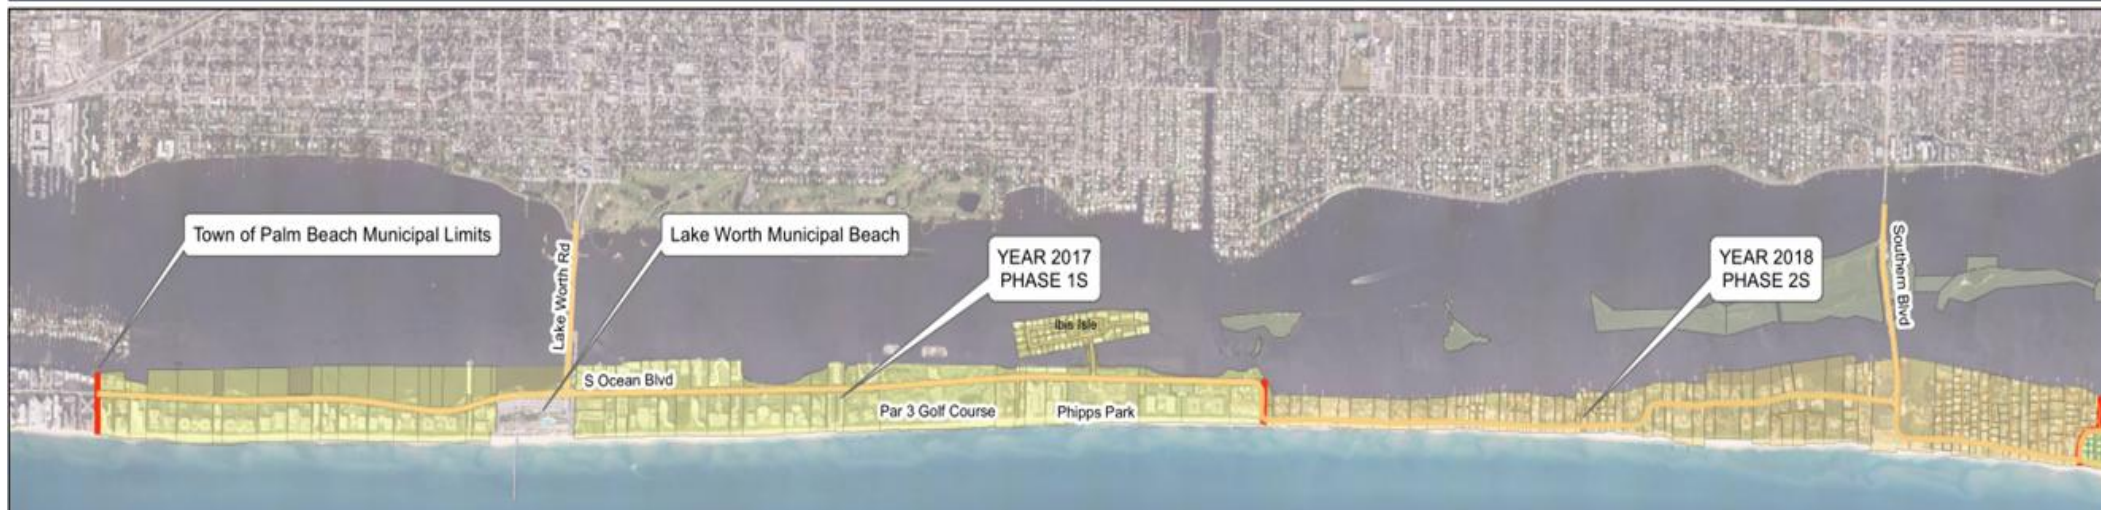 Town of Palm Beach Municipal Limits
Lake Worth Rd
Lake Worth Municipal Beach
YEAR 2017
PHASE 1S
YEAR 2018
PHASE 2S
Southern Blvd
Ibis Isle
S Ocean Blvd
Par 3 Golf Course
Phipps Park